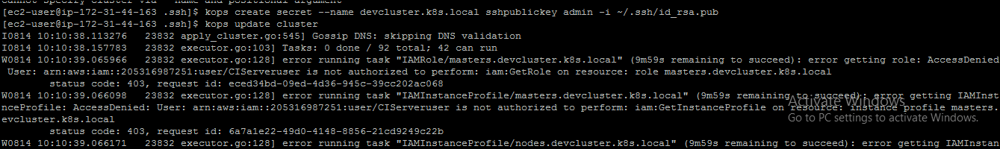 [ec2-user@ip-172-31-44-163 .ssh]$ kops create secret --name devcluster.k8s.local sshpublickey admin -i ~/.ssh/id_rsa.pub
[ec2-user@ip-172-31-44-163 .ssh]$ kops update cluster
I0814 10:10:38.113276   23832 apply_cluster.go:545] Gossip DNS: skipping DNS validation
I0814 10:10:38.157783   23832 executor.go:103] Tasks: 0 done / 92 total; 42 can run
W0814 10:10:39.065966   23832 executor.go:128] error running task "IAMRole/masters.devcluster.k8s.local" (9m59s remaining to succeed): error getting role: AccessDenied
 User: arn:aws:iam::205316987251:user/CIServeruser is not authorized to perform: iam:GetRole on resource: role masters.devcluster.k8s.local
        status code: 403, request id: eced34bd-09ed-4d36-945c-39cc202ac068
W0814 10:10:39.066098   23832 executor.go:128] error running task "IAMInstanceProfile/masters.devcluster.k8s.local" (9m59s remaining to succeed): error getting IAMInst
nceProfile: AccessDenied: User: arn:aws:iam::205316987251:user/CIServeruser is not authorized to perform: iam:GetInstanceProfile on resource: instance profile masters.
evcluster.k8s.local
        status code: 403, request id: 6a7a1e22-49d0-4148-8856-21cd9249c22b
W0814 10:10:39.066171   23832 executor.go:128] error running task "IAMInstanceProfile/nodes.devcluster.k8s.local" (9m59s remaining to succeed): error getting IAMInstan
Activate Windows
Go to PC settings to activate Windows.